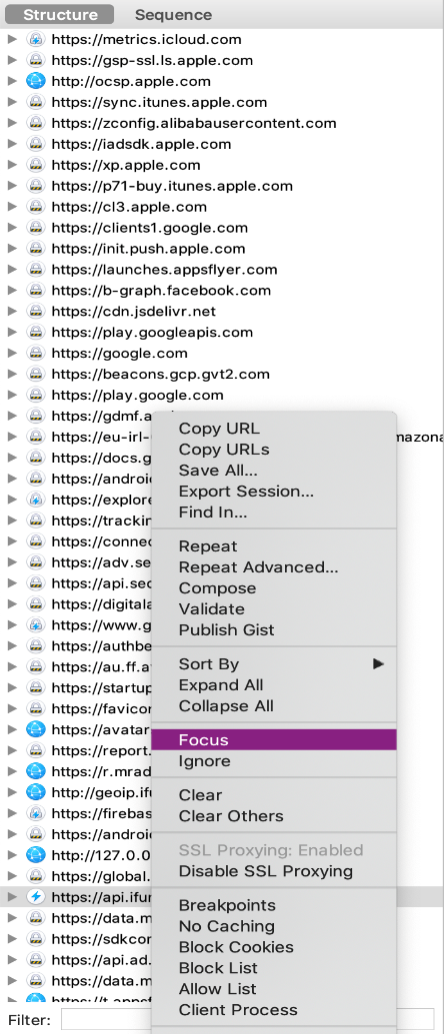 Structure Sequence
https://metrics.icloud.com
https://gsp-ssl.ls.apple.com
http://ocsp.apple.com
https://sync.itunes.apple.com
https://zconfig.alibabausercontent.com
https://iadsdk.apple.com
https://xp.apple.com
https://p71-buy.itunes.apple.com
https://cl3.apple.com
https://clients1.google.com
https://init.push.apple.com
https://launches.appsflyer.com
https://b-graph.facebook.com
https://cdn.jsdelivr.net
https://play.googleapis.com
https://google.com
https://beacons.gcp.gvt2.com
https://play.google.com
https://gdmf.a
https://eu-irl- mazona
https://docs.g
https://androi
https://explore
https://trackin
https://connec
https://adv.se
https://api.sec
https://digitala
https://www.g
https://authbe
https://au.ff.a
https://startup
https://favicor
https://avatar
https://report.
https://r.mrad
http://geoip.ifu
https://firebas
https://androi
http://127.0.0
https://global.
https://api.ifur
https://data.m
https://sdkcor
https://api.ad.
https://data.m
https://t.appsf
Copy URL
Copy URLs
Save All...
Export Session...
Find In...
Repeat
Repeat Advanced...
Compose
Validate
Publish Gist
Sort By
Expand All
Collapse All
Focus
Ignore
Clear
Clear Others
SSL Proxying: Enabled
Disable SSL Proxying
Breakpoints
No Caching
Block Cookies
Block List
Allow List
Client Process
Filter: